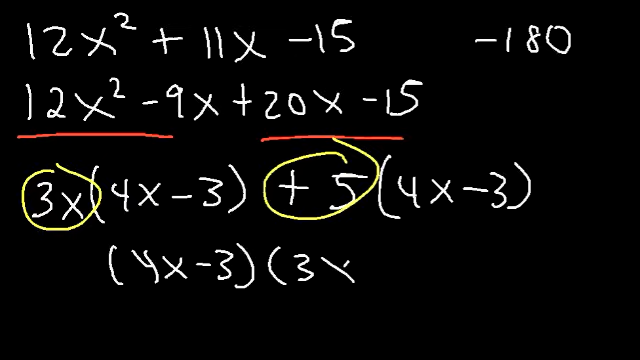 12x² + 11x - 15 -180
12x² - 9x + 20x - 15
3x(4x - 3) + 5(4x - 3)
(4x - 3)(3x